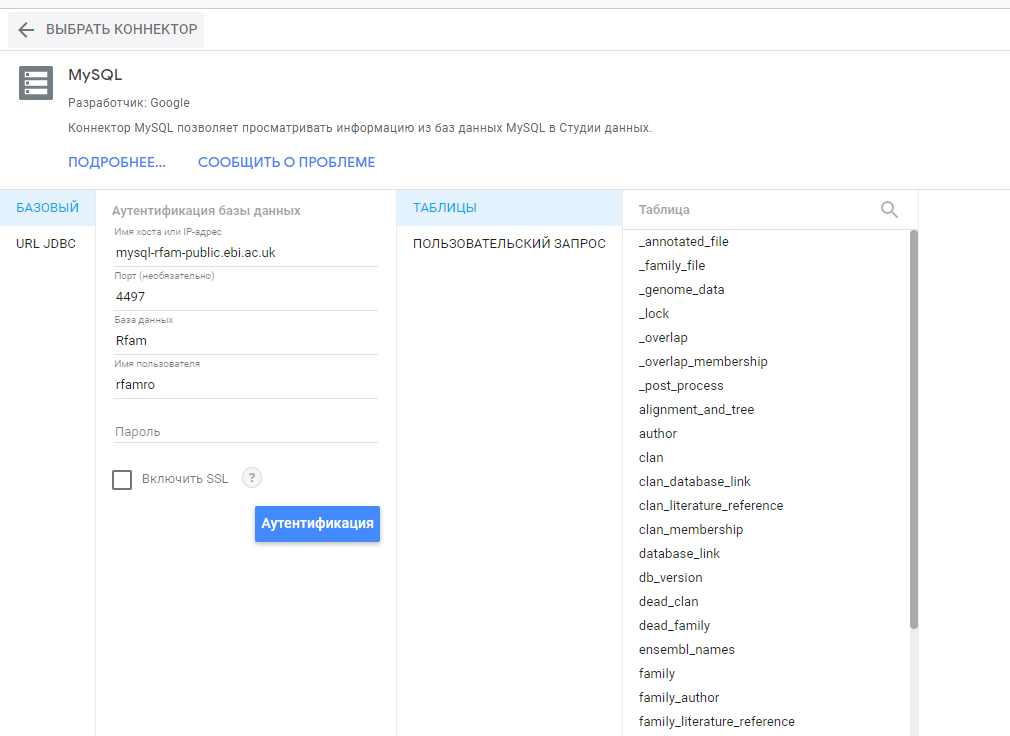 ВЫБРАТЬ КОННЕКТОР
MySQL
Разработчик: Google
Коннектор MySQL позволяет просматривать информацию из баз данных MySQL в Студии данных.
ПОДРОБНЕЕ...
СООБЩИТЬ О ПРОБЛЕМЕ
БАЗОВЫЙ
URL JDBC
Аутентификация базы данных
Имя хоста или IP-адрес
mysql-rfam-public.ebi.ac.uk
Порт (необязательно)
4497
База данных
Rfam
Имя пользователя
rfamro
Пароль
Включить SSL
?
Аутентификация
ТАБЛИЦЫ
ПОЛЬЗОВАТЕЛЬСКИЙ ЗАПРОС
Таблица
_annotated_file
_family_file
_genome_data
_lock
_overlap
_overlap_membership
_post_process
alignment_and_tree
author
clan
clan_database_link
clan_literature_reference
clan_membership
database_link
db_version
dead_clan
dead_family
ensembl_names
family
family_author
family_literature_reference